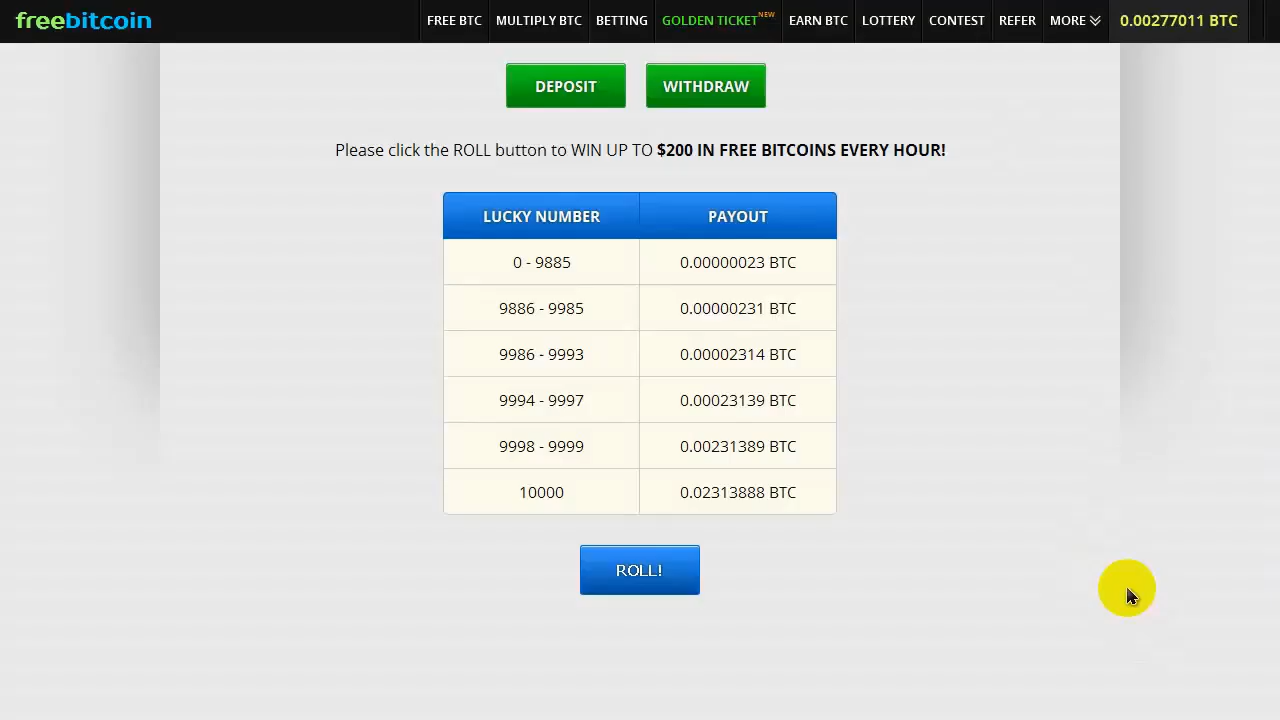 freebitcoin FREE BTC MULTIPLY BTC BETTING GOLDEN TICKET NEW EARN BTC LOTTERY CONTEST REFER MORE 0.00277011 BTC
DEPOSIT WITHDRAW
Please click the ROLL button to WIN UP TO $200 IN FREE BITCOINS EVERY HOUR!
LUCKY NUMBER PAYOUT
0 - 9885 0.00000023 BTC
9886 - 9985 0.00000231 BTC
9986 - 9993 0.00002314 BTC
9994 - 9997 0.00023139 BTC
9998 - 9999 0.00231389 BTC
10000 0.02313888 BTC
ROLL!